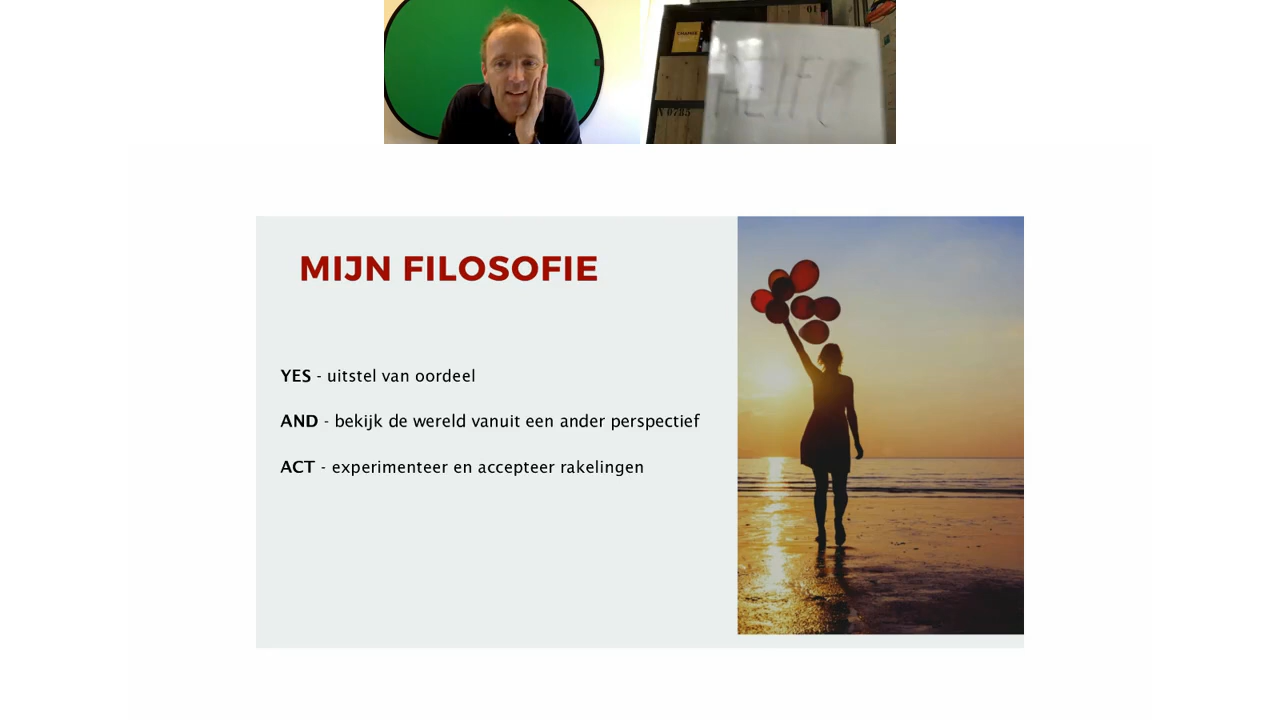 CHANGE
MIJN FILOSOFIE
YES - uitstel van oordeel
AND - bekijk de wereld vanuit een ander perspectief
ACT - experimenteer en accepteer rakelingen